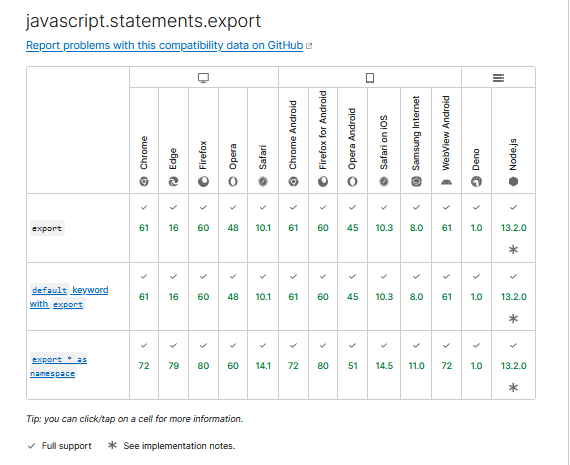 javascript.statements.export
Report problems with this compatibility data on GitHub
Chrome
Edge
Firefox
Opera
Safari
Chrome Android
Firefox for Android
Opera Android
Safari on iOS
Samsung Internet
WebView Android
Deno
Node.js
export
61 16 60 48 10.1 61 60 45 10.3 8.0 61 1.0 13.2.0
*
default keyword
with export
61 16 60 48 10.1 61 60 45 10.3 8.0 61 1.0 13.2.0
*
export * as
namespace
72 79 80 60 14.1 72 80 51 14.5 11.0 72 1.0 13.2.0
*
Tip: you can click/tap on a cell for more information.
✓ Full support * See implementation notes.